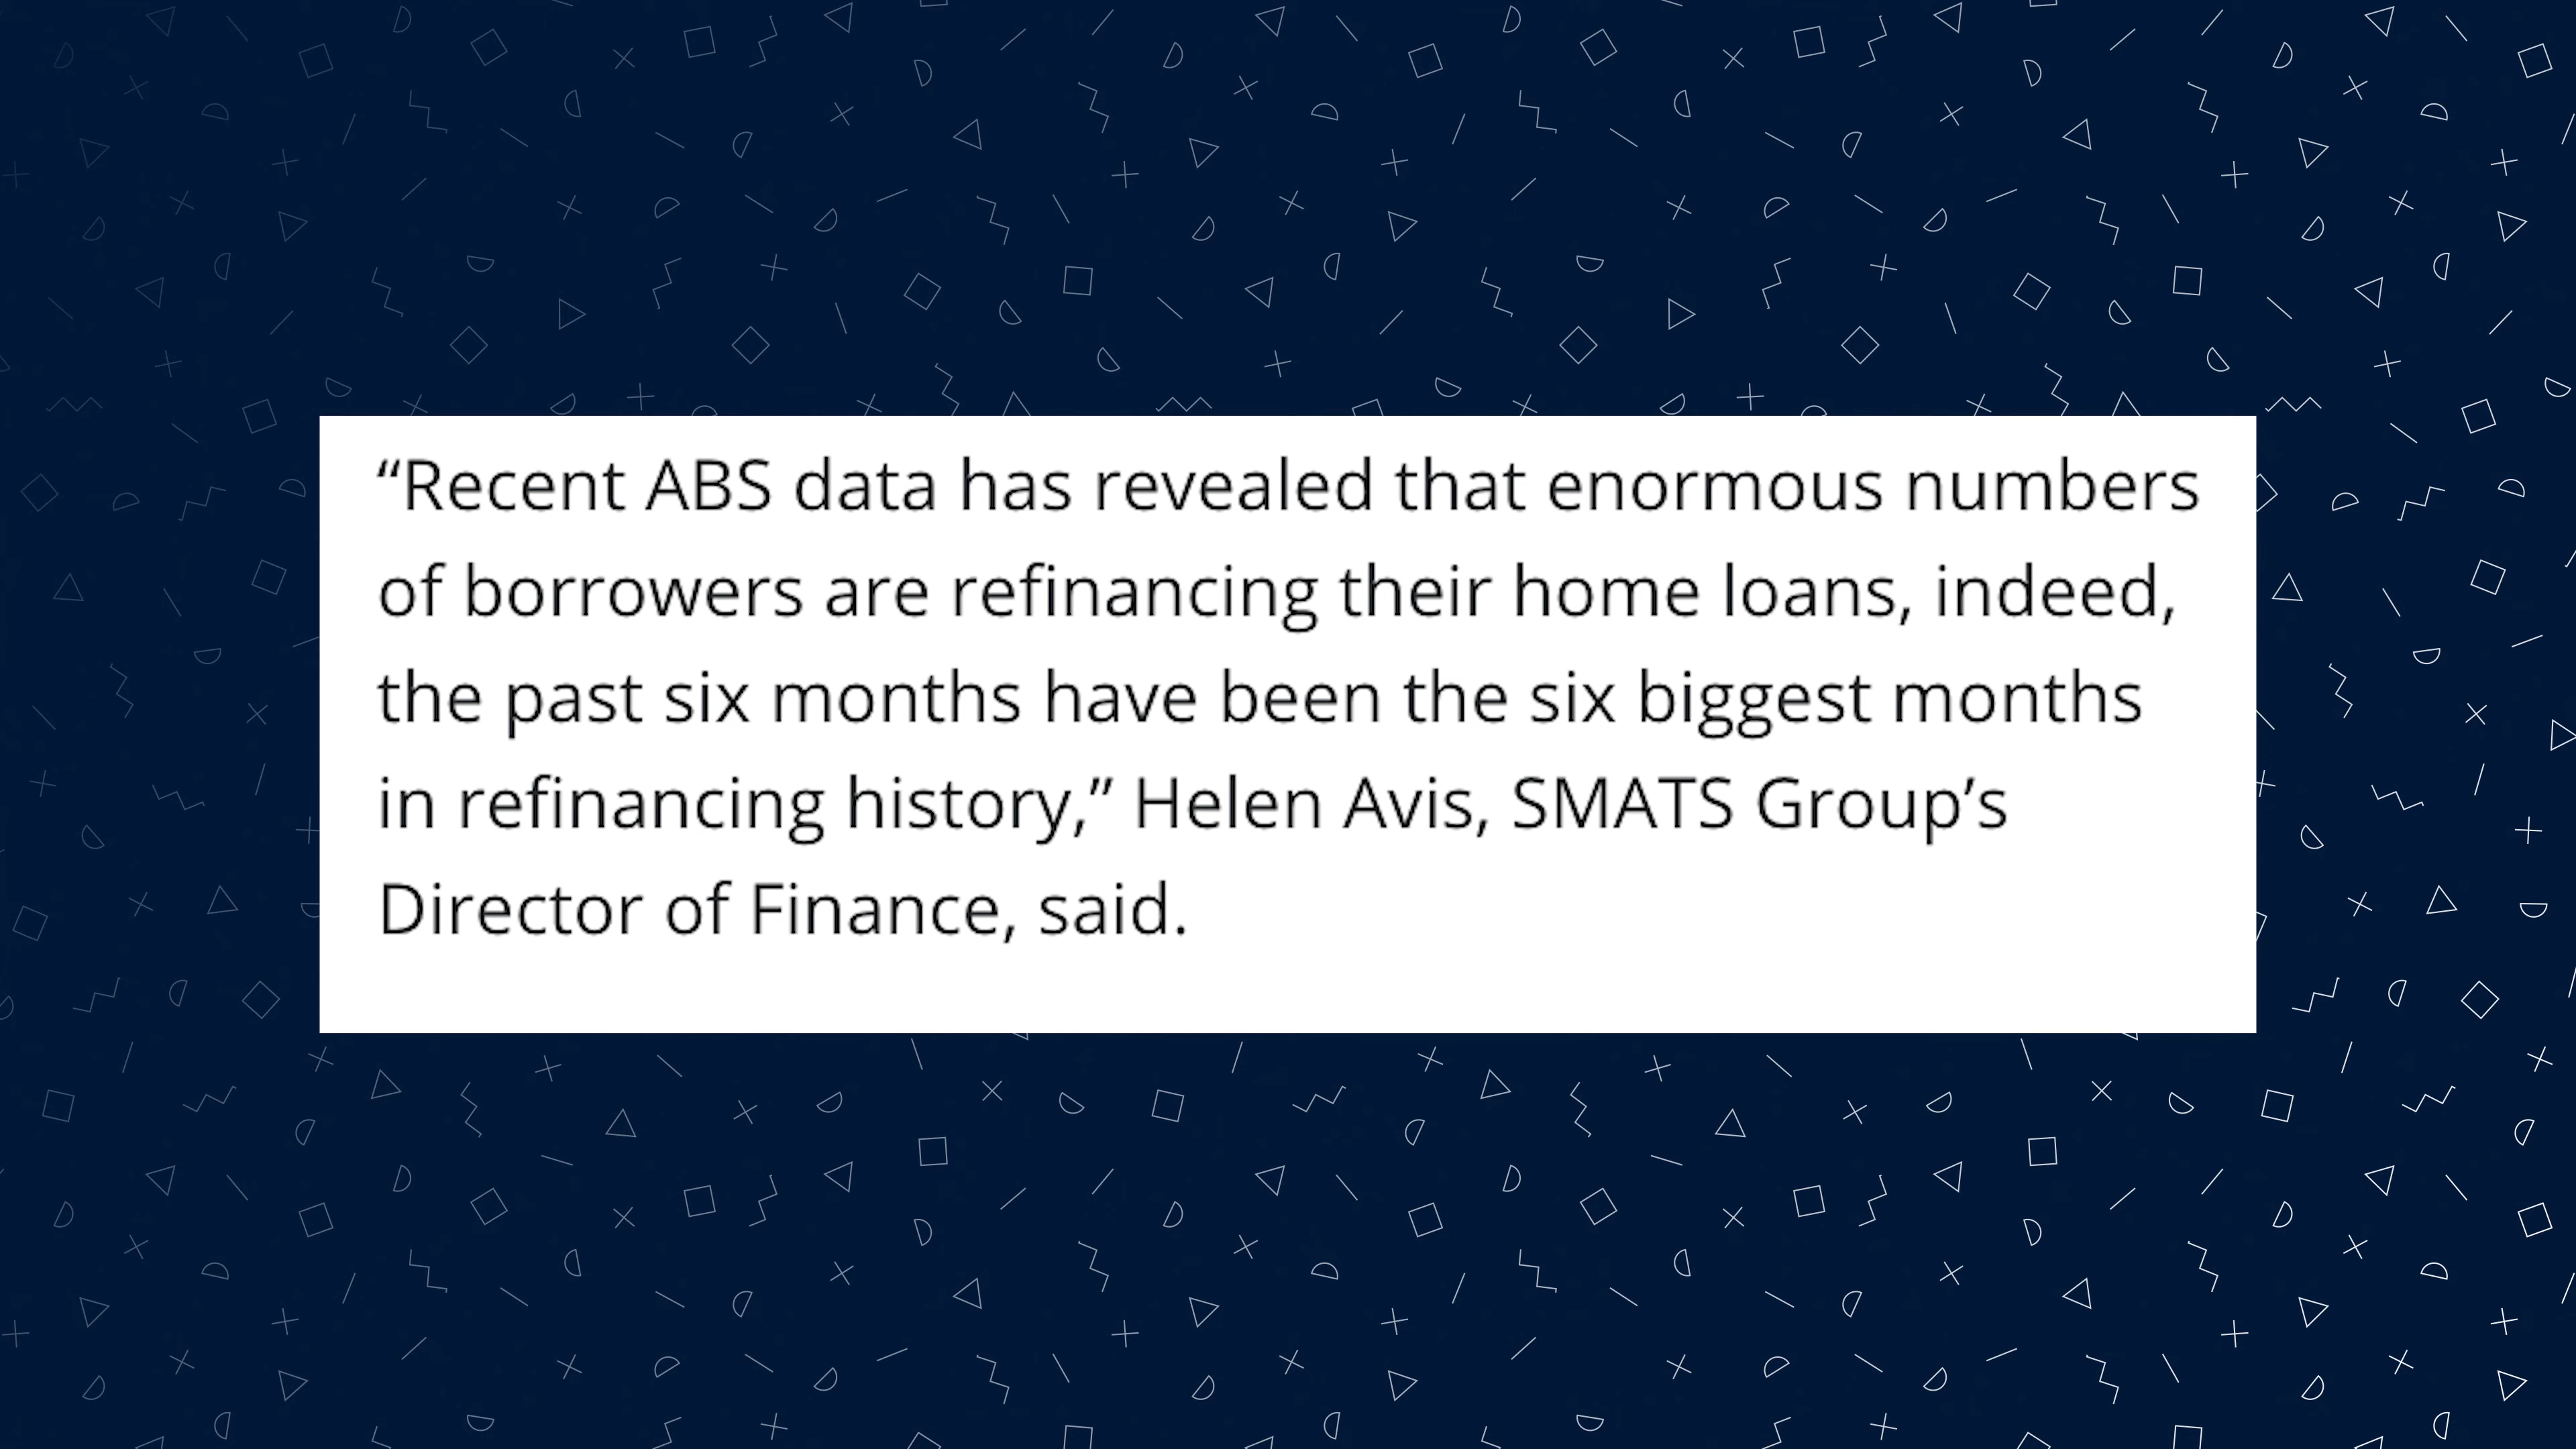 “Recent ABS data has revealed that enormous numbers
of borrowers are refinancing their home loans, indeed,
the past six months have been the six biggest months
in refinancing history,” Helen Avis, SMATS Group’s
Director of Finance, said.